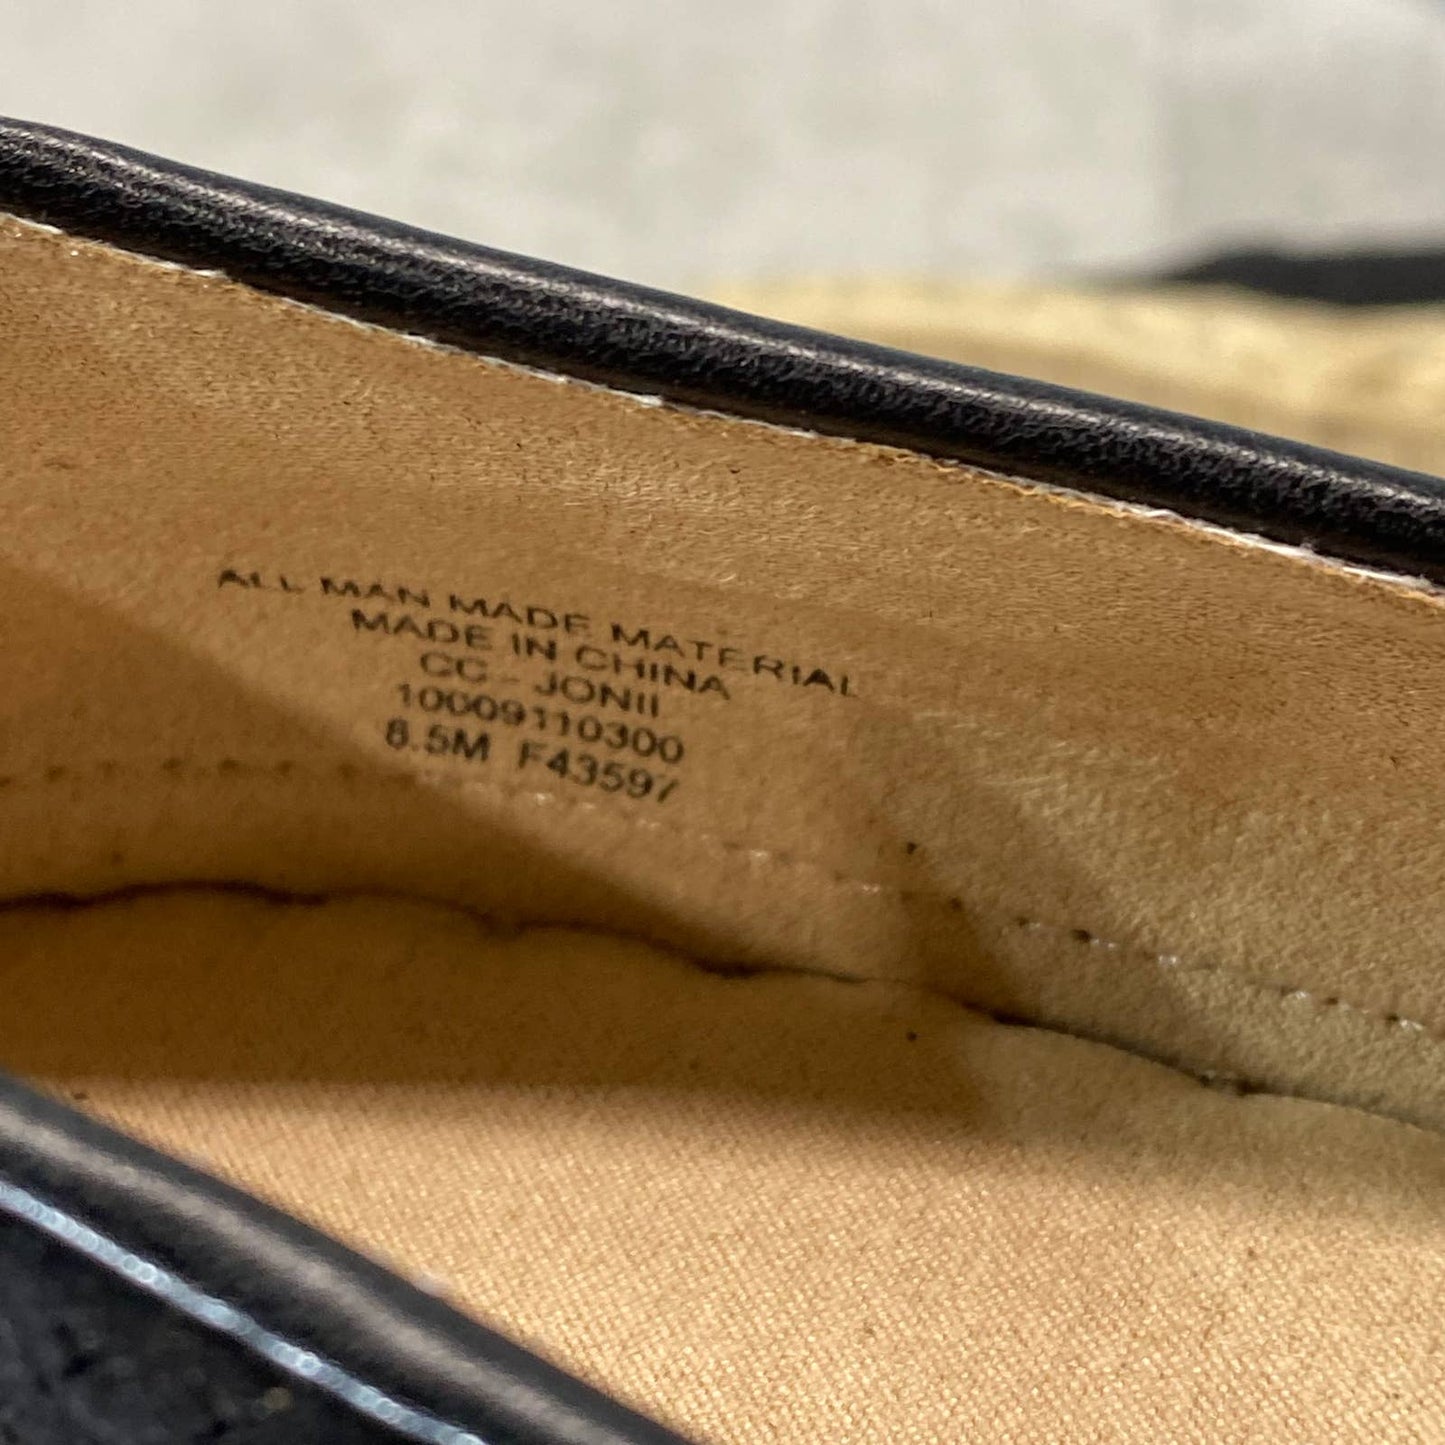 ALL MAN MADE MATERIAL
MADE IN CHINA
CC - JONII
10009110300
8.5M F43597